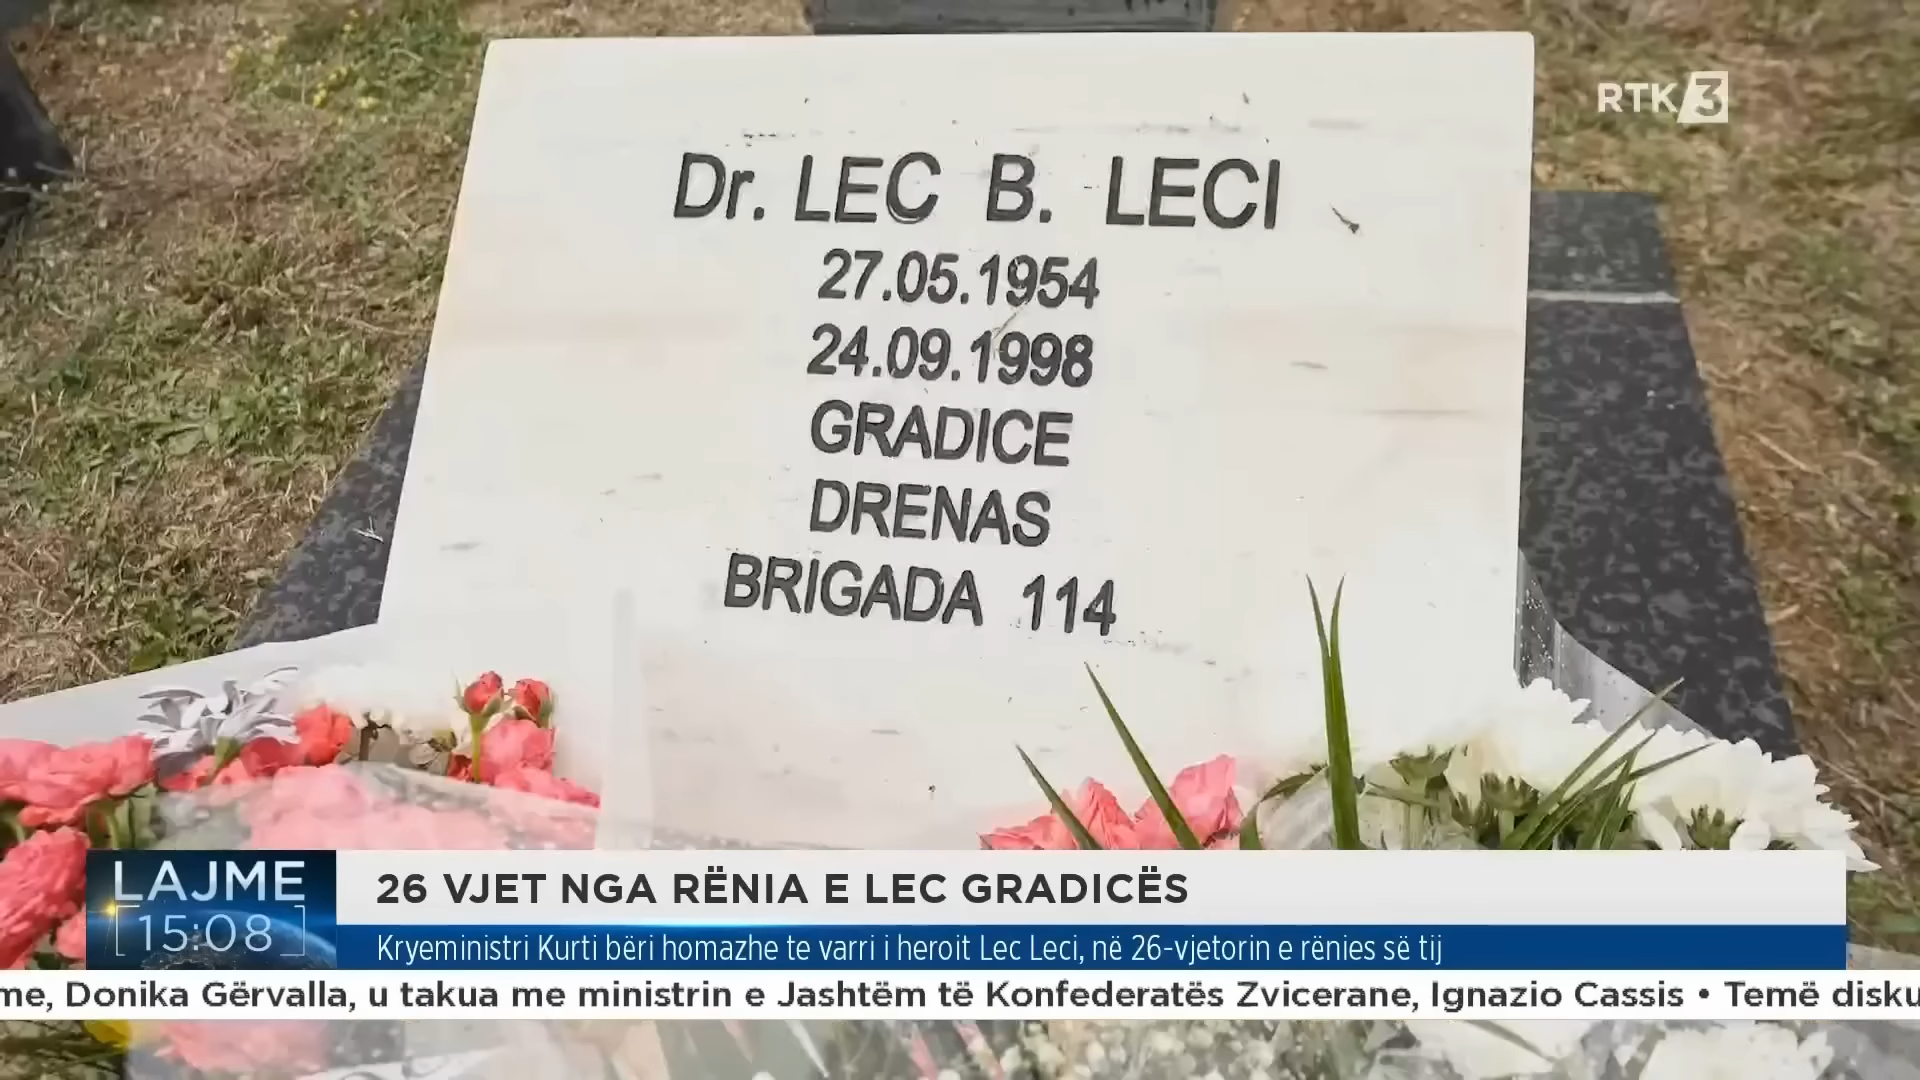 RTK 3
Dr. LEC B. LECI
27.05.1954
24.09.1998
GRADICE
DRENAS
BRIGADA 114
LAJME
15:08
26 VJET NGA RËNIA E LEC GRADICËS
Kryeministri Kurti bëri homazhe te varri i heroit Lec Leci, në 26-vjetorin e rënies së tij
me, Donika Gërvalla, u takua me ministrin e Jashtëm të Konfederatës Zvicerane, Ignazio Cassis • Temë disku